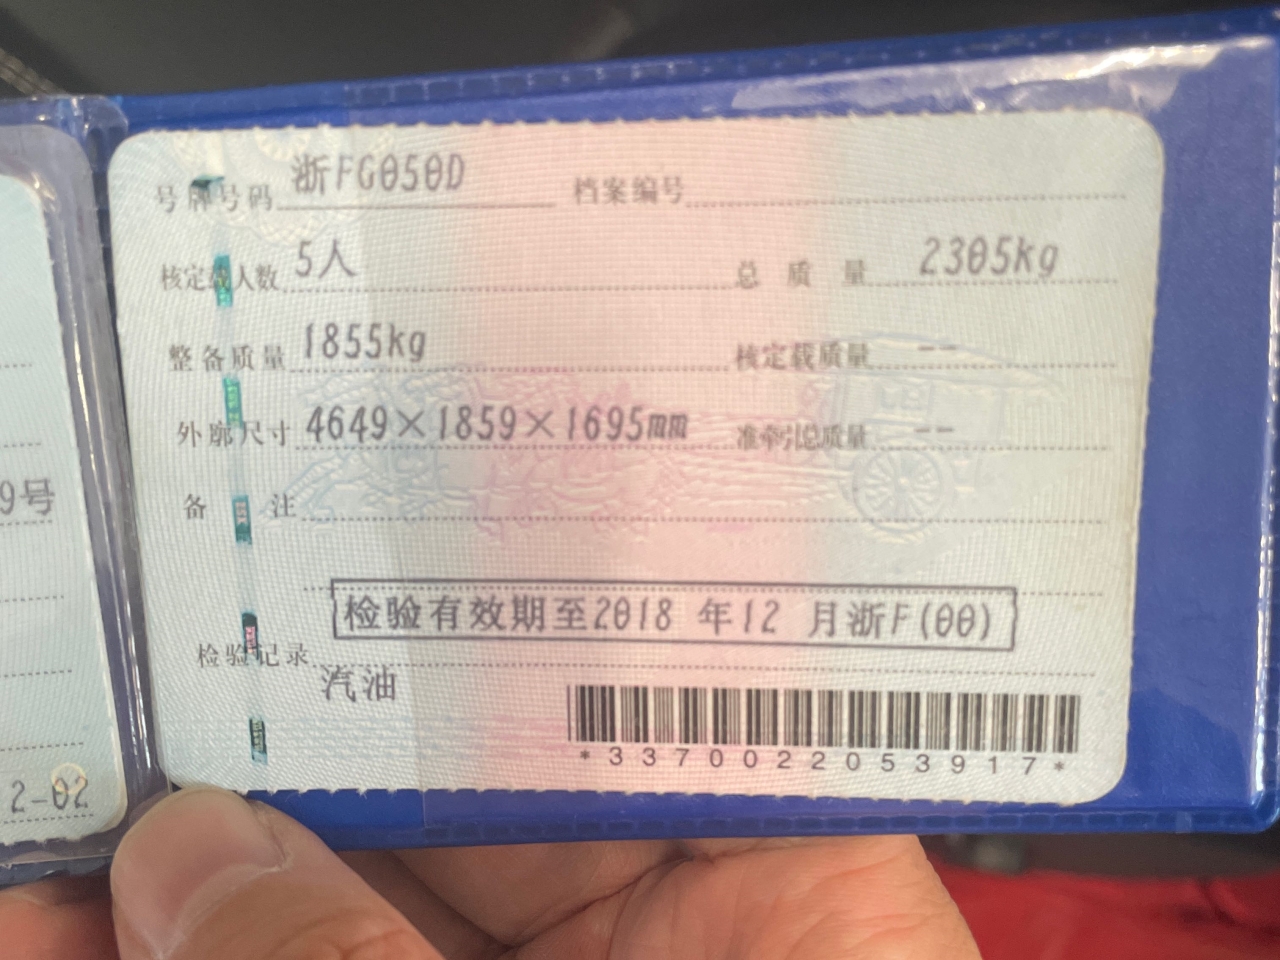 号牌号码 浙FG050D 档案编号
核定载人数 5人 总质量 2305kg
整备质量 1855kg 核定载质量 --
外廓尺寸 4649×1859×1695mm 准牵引总质量 --
备注
检验有效期至2018 年12 月浙F(00)
检验记录
汽油
*3370022053917*
9号
2-02